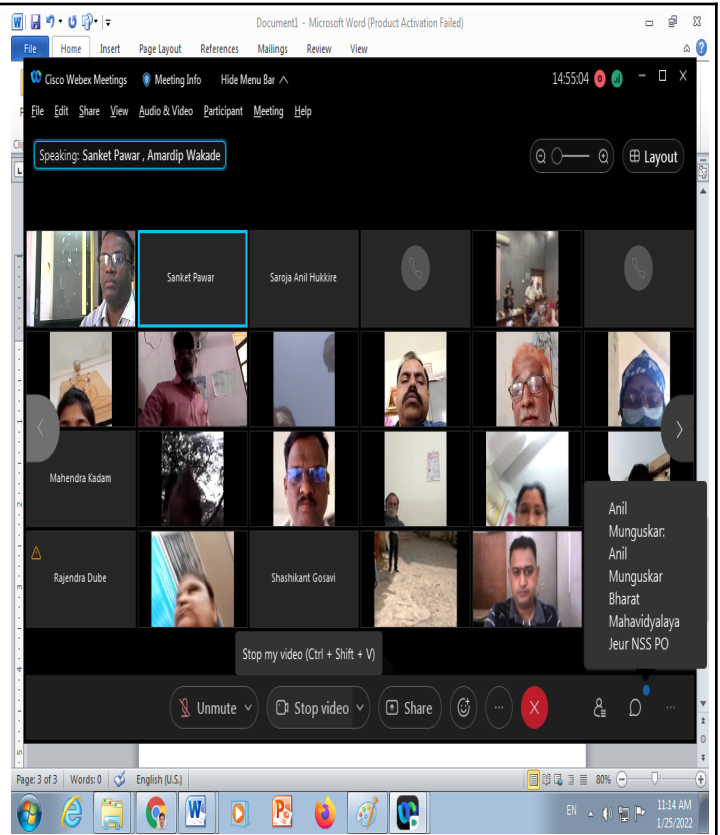 Document1 - Microsoft Word (Product Activation Failed)
File Home Insert Page Layout References Mailings Review View
Cisco Webex Meetings Meeting Info Hide Menu Bar 14:55:04
File Edit Share View Audio & Video Participant Meeting Help
Speaking: Sanket Pawar , Amardip Wakade
Layout
Sanket Pawar
Saroja Anil Hukkire
Mahendra Kadam
Rajendra Dube
Shashikant Gosavi
Anil
Munguskar:
Anil
Munguskar
Bharat
Mahavidyalaya
Jeur NSS PO
Stop my video (Ctrl + Shift + V)
Unmute Stop video Share
Page: 3 of 3 Words: 0 English (U.S.) 80%
EN 11:14 AM
1/25/2022